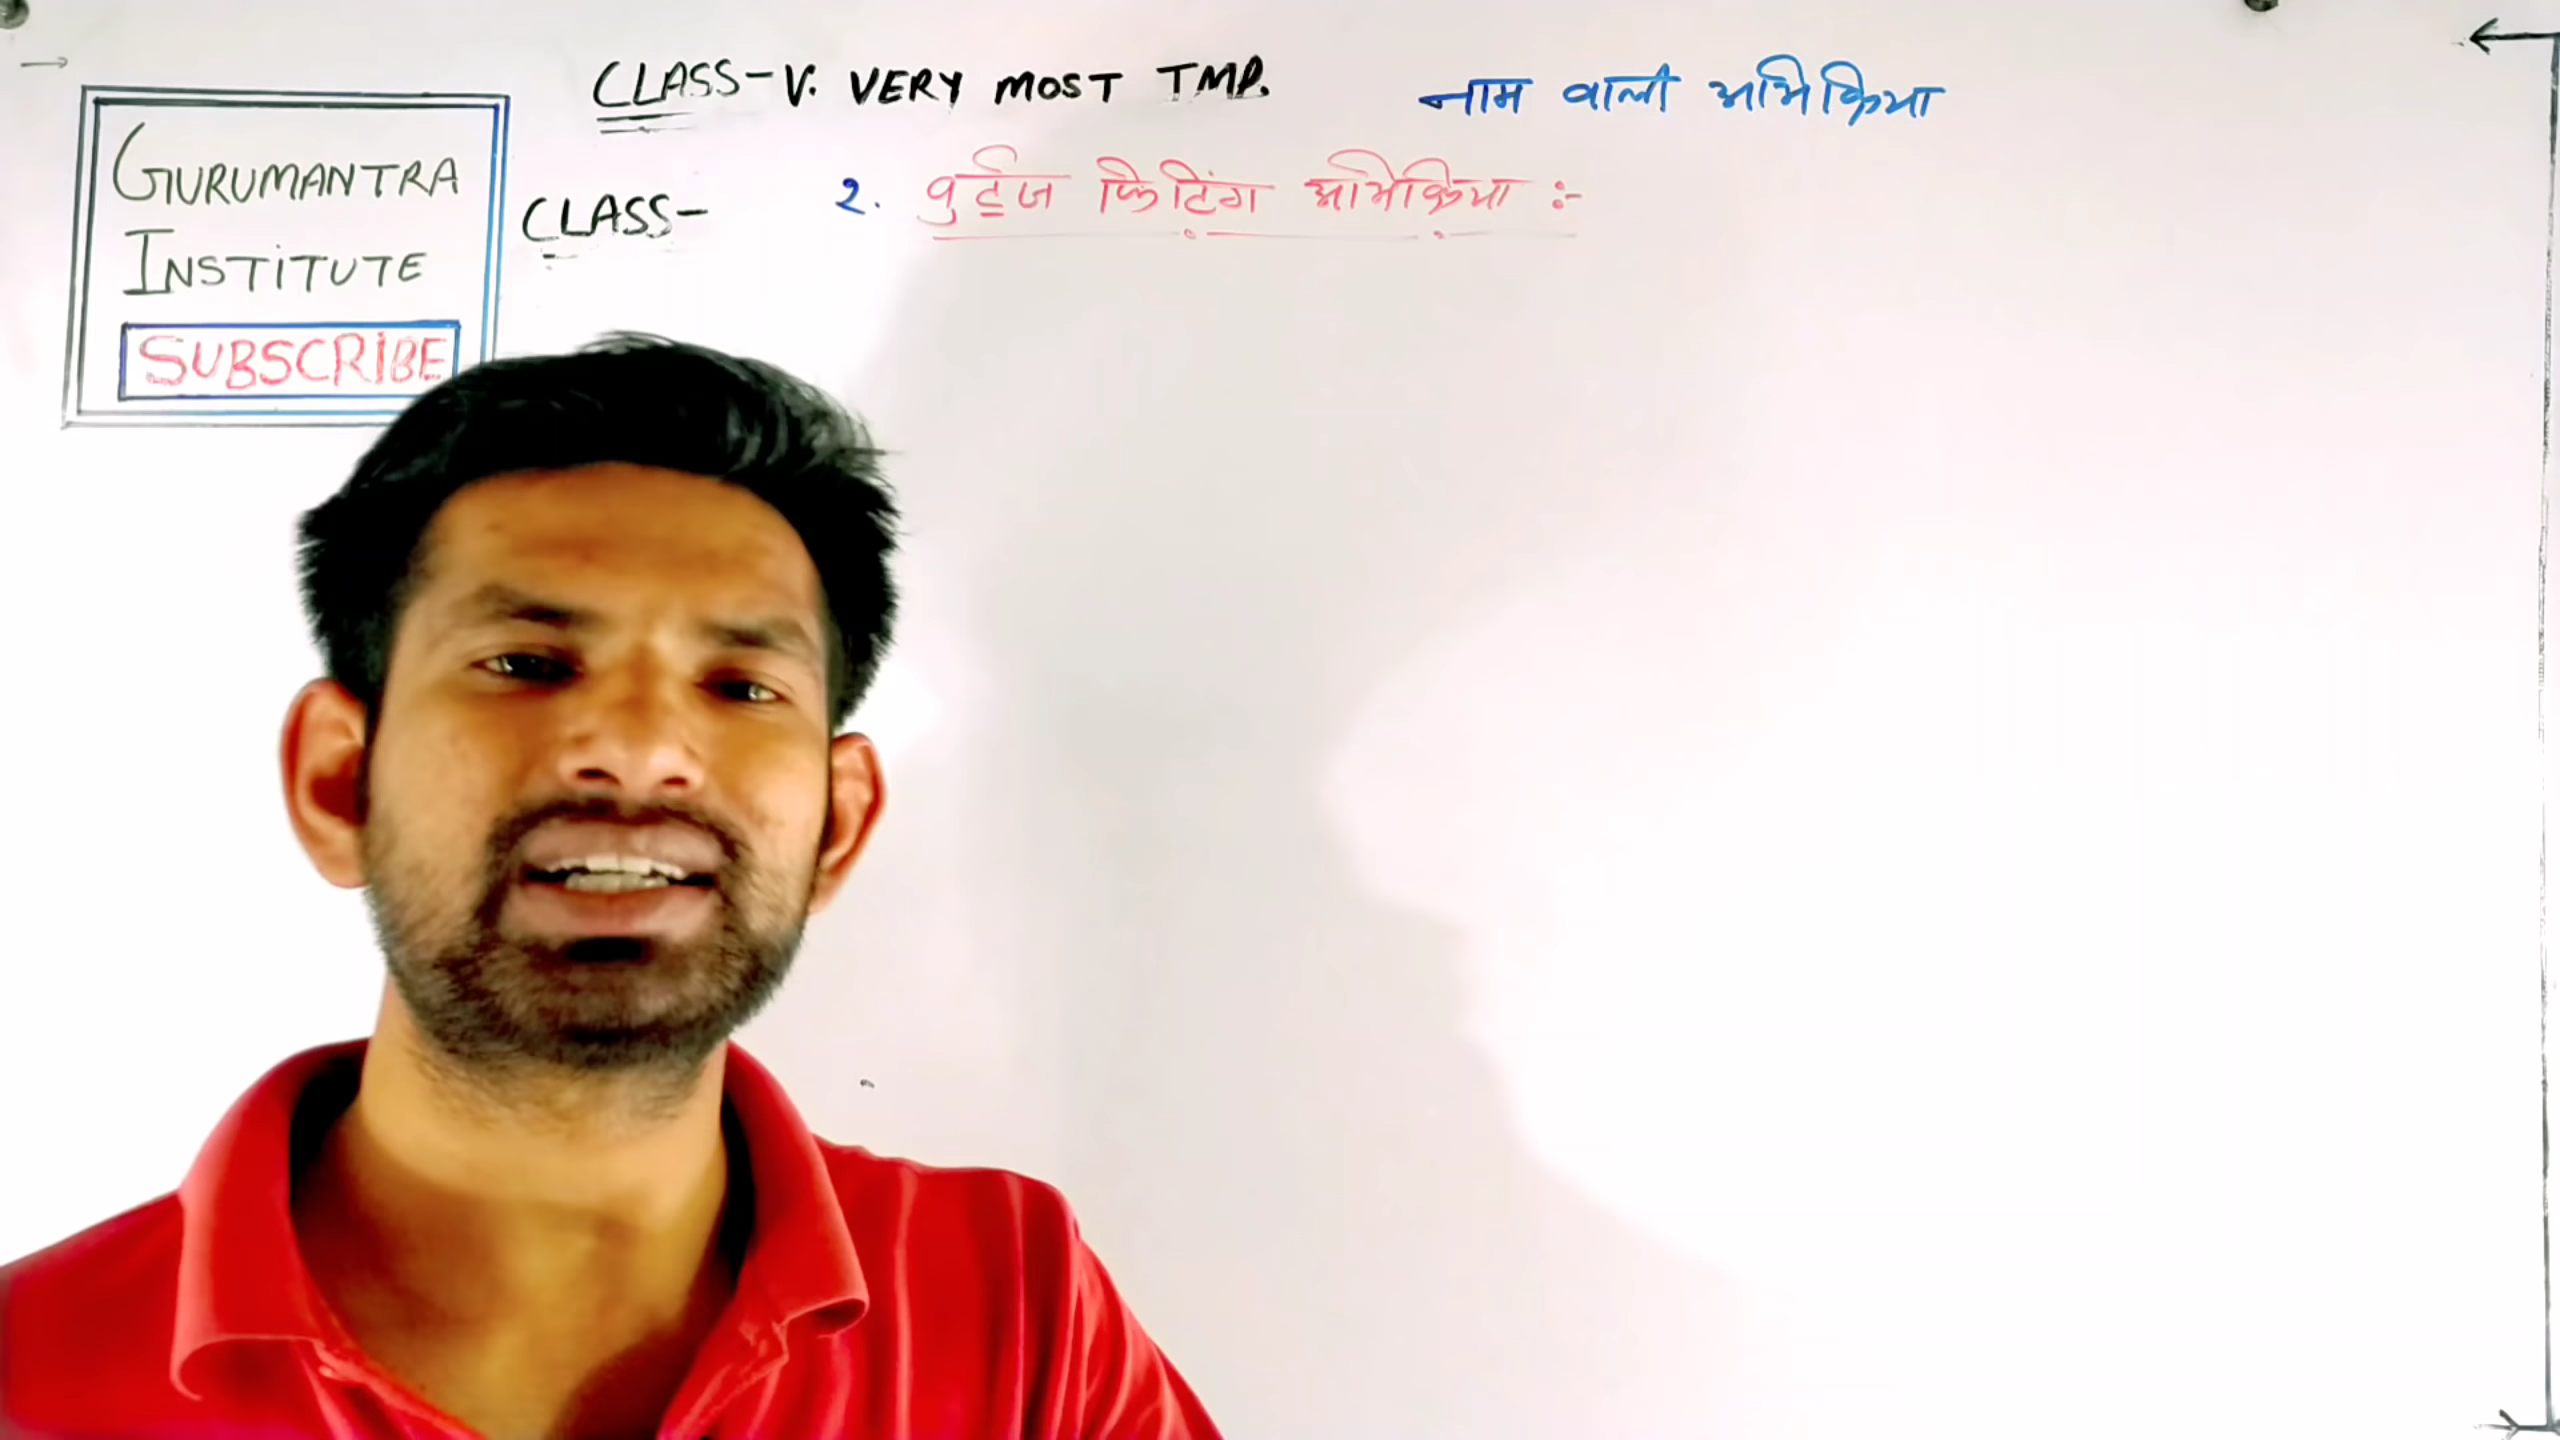 CLASS-V. VERY MOST IMP. नाम वाली अभिक्रिया
GURUMANTRA
INSTITUTE
SUBSCRIBE
CLASS-
2. वुर्ट्ज फिटिंग अभिक्रिया :-